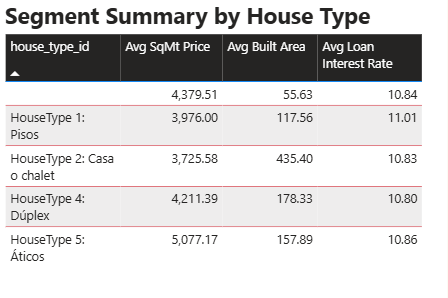 Segment Summary by House Type
house_type_id Avg SqMt Price Avg Built Area Avg Loan
Interest Rate
4,379.51 55.63 10.84
HouseType 1: 3,976.00 117.56 11.01
Pisos
HouseType 2: Casa 3,725.58 435.40 10.83
o chalet
HouseType 4: 4,211.39 178.33 10.80
Dúplex
HouseType 5: 5,077.17 157.89 10.86
Áticos